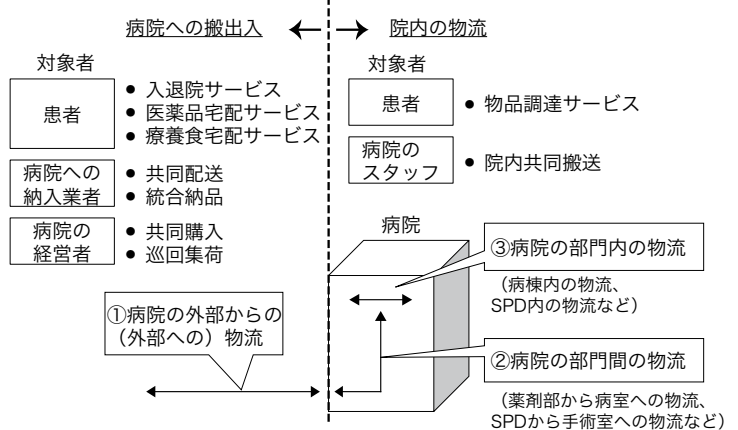 病院への搬出入
院内の物流
対象者
患者
● 入退院サービス
● 医薬品宅配サービス
● 療養食宅配サービス
病院への
納入業者
● 共同配送
● 統合納品
病院の
経営者
● 共同購入
● 巡回集荷
対象者
患者
● 物品調達サービス
病院の
スタッフ
● 院内共同搬送
病院
③病院の部門内の物流
（病棟内の物流、
SPD内の物流など）
①病院の外部からの
（外部への）物流
②病院の部門間の物流
（薬剤部から病室への物流、
SPDから手術室への物流など）